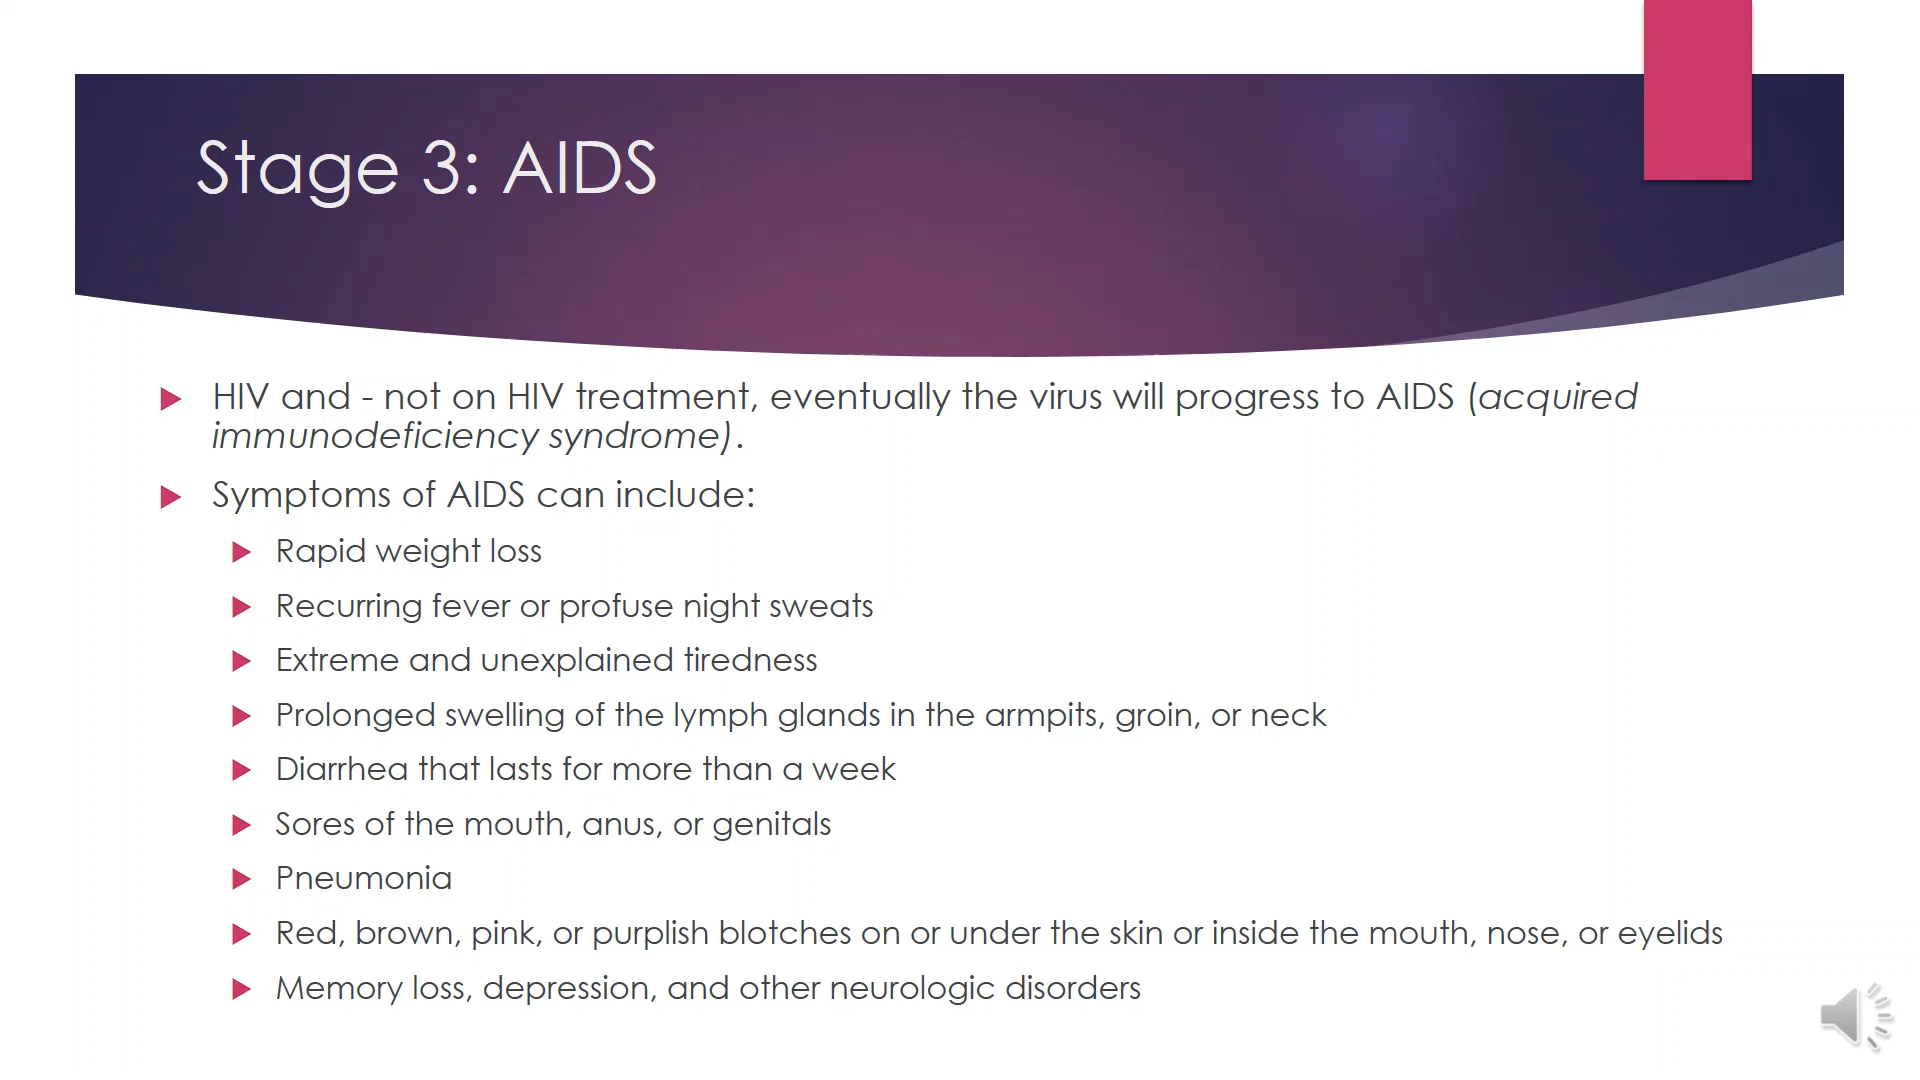 Stage 3: AIDS
HIV and - not on HIV treatment, eventually the virus will progress to AIDS (acquired
immunodeficiency syndrome).
Symptoms of AIDS can include:
Rapid weight loss
Recurring fever or profuse night sweats
Extreme and unexplained tiredness
Prolonged swelling of the lymph glands in the armpits, groin, or neck
Diarrhea that lasts for more than a week
Sores of the mouth, anus, or genitals
Pneumonia
Red, brown, pink, or purplish blotches on or under the skin or inside the mouth, nose, or eyelids
Memory loss, depression, and other neurologic disorders